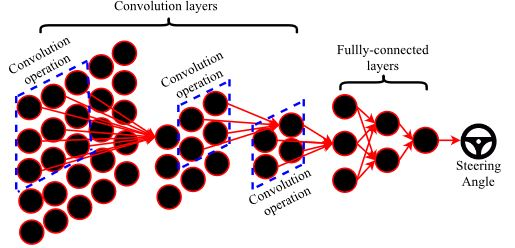 Convolution layers
Convolution
operation
Convolution
operation
Convolution
operation
Fullly-connected
layers
Steering
Angle